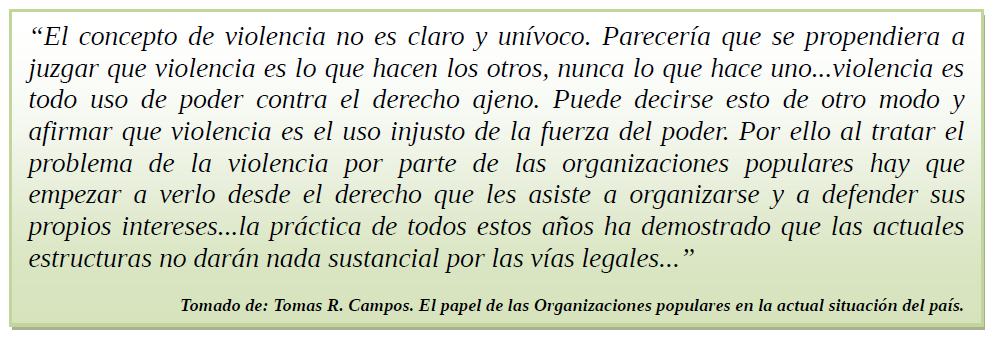 “El concepto de violencia no es claro y unívoco. Parecería que se propendiera a
juzgar que violencia es lo que hacen los otros, nunca lo que hace uno...violencia es
todo uso de poder contra el derecho ajeno. Puede decirse esto de otro modo y
afirmar que violencia es el uso injusto de la fuerza del poder. Por ello al tratar el
problema de la violencia por parte de las organizaciones populares hay que
empezar a verlo desde el derecho que les asiste a organizarse y a defender sus
propios intereses...la práctica de todos estos años ha demostrado que las actuales
estructuras no darán nada sustancial por las vías legales...”
Tomado de: Tomas R. Campos. El papel de las Organizaciones populares en la actual situación del país.